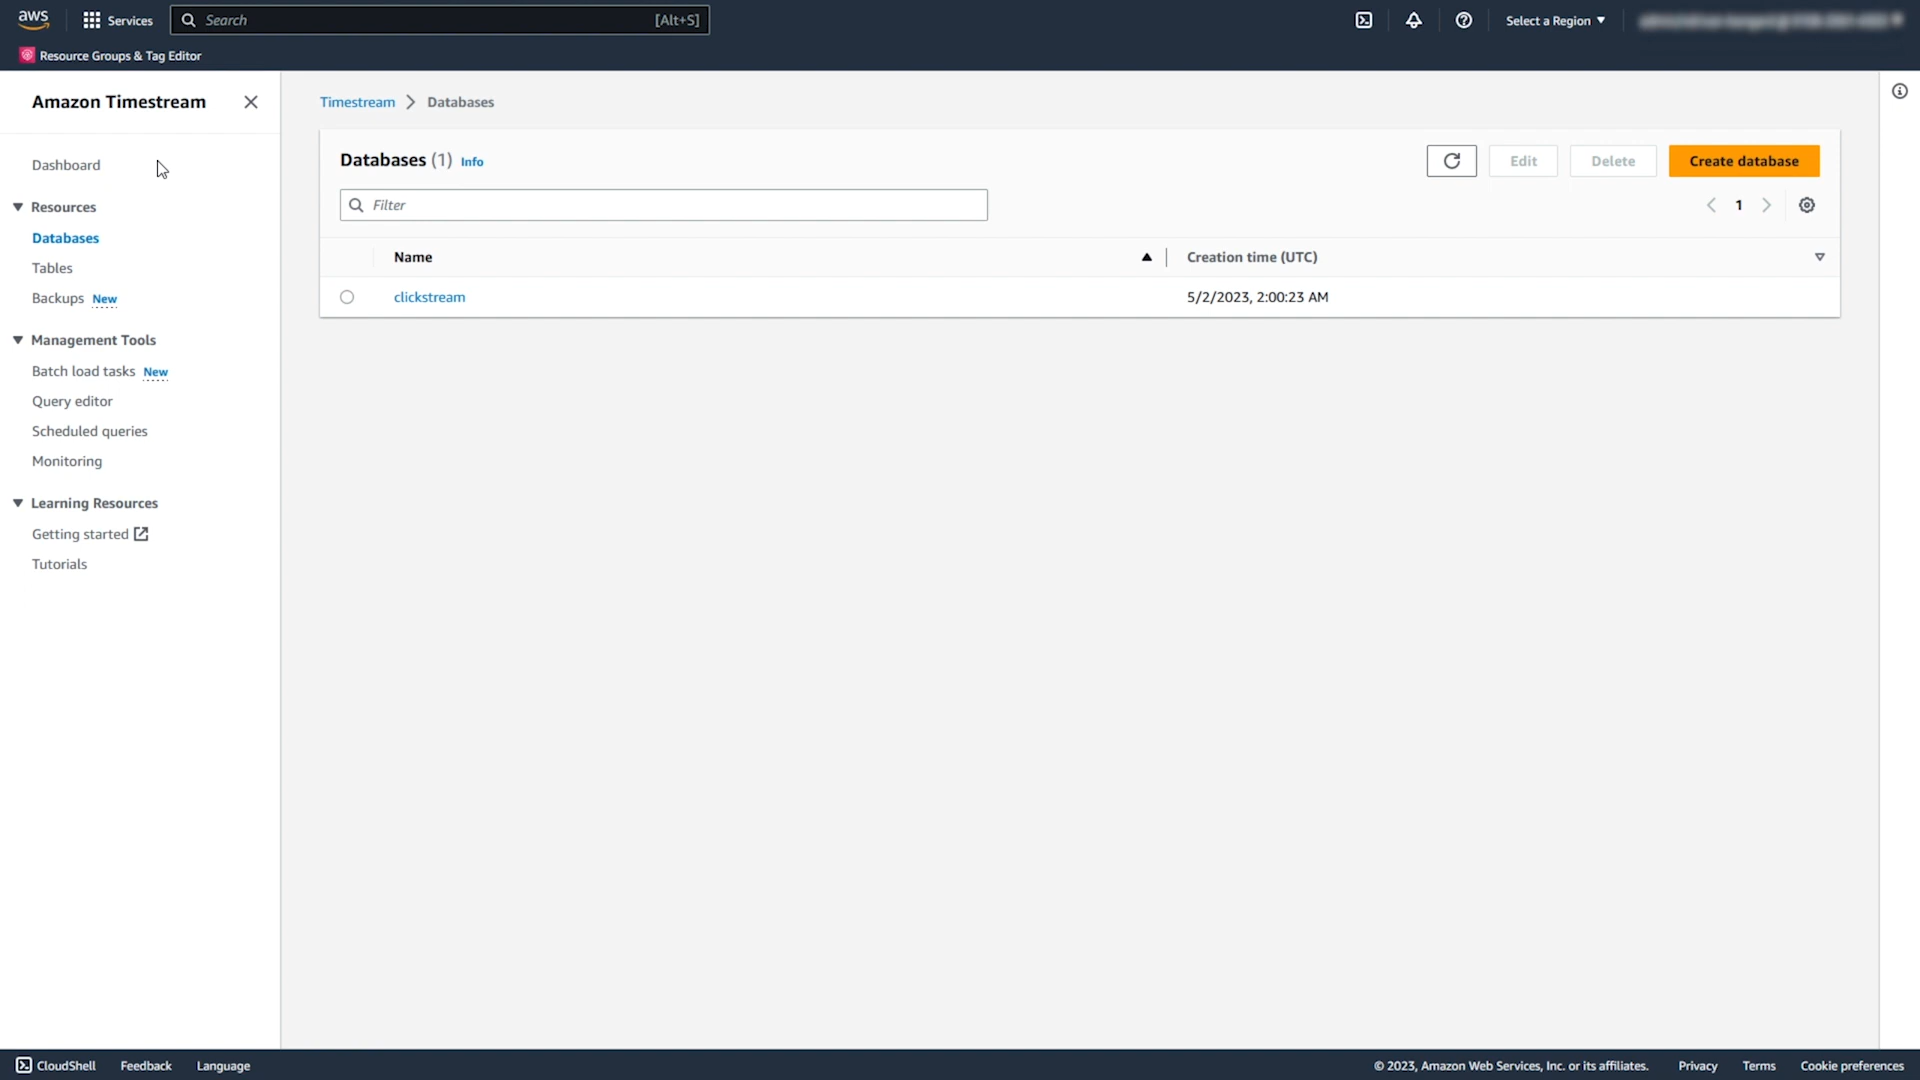 aws
Services
Search
[Alt+S]
Select a Region
Resource Groups & Tag Editor
Amazon Timestream
Dashboard
Resources
Databases
Tables
Backups New
Management Tools
Batch load tasks New
Query editor
Scheduled queries
Monitoring
Learning Resources
Getting started
Tutorials
Timestream
Databases
Databases (1) Info
Edit
Delete
Create database
Filter
1
Name
Creation time (UTC)
clickstream
5/2/2023, 2:00:23 AM
CloudShell
Feedback
Language
© 2023, Amazon Web Services, Inc. or its affiliates.
Privacy
Terms
Cookie preferences